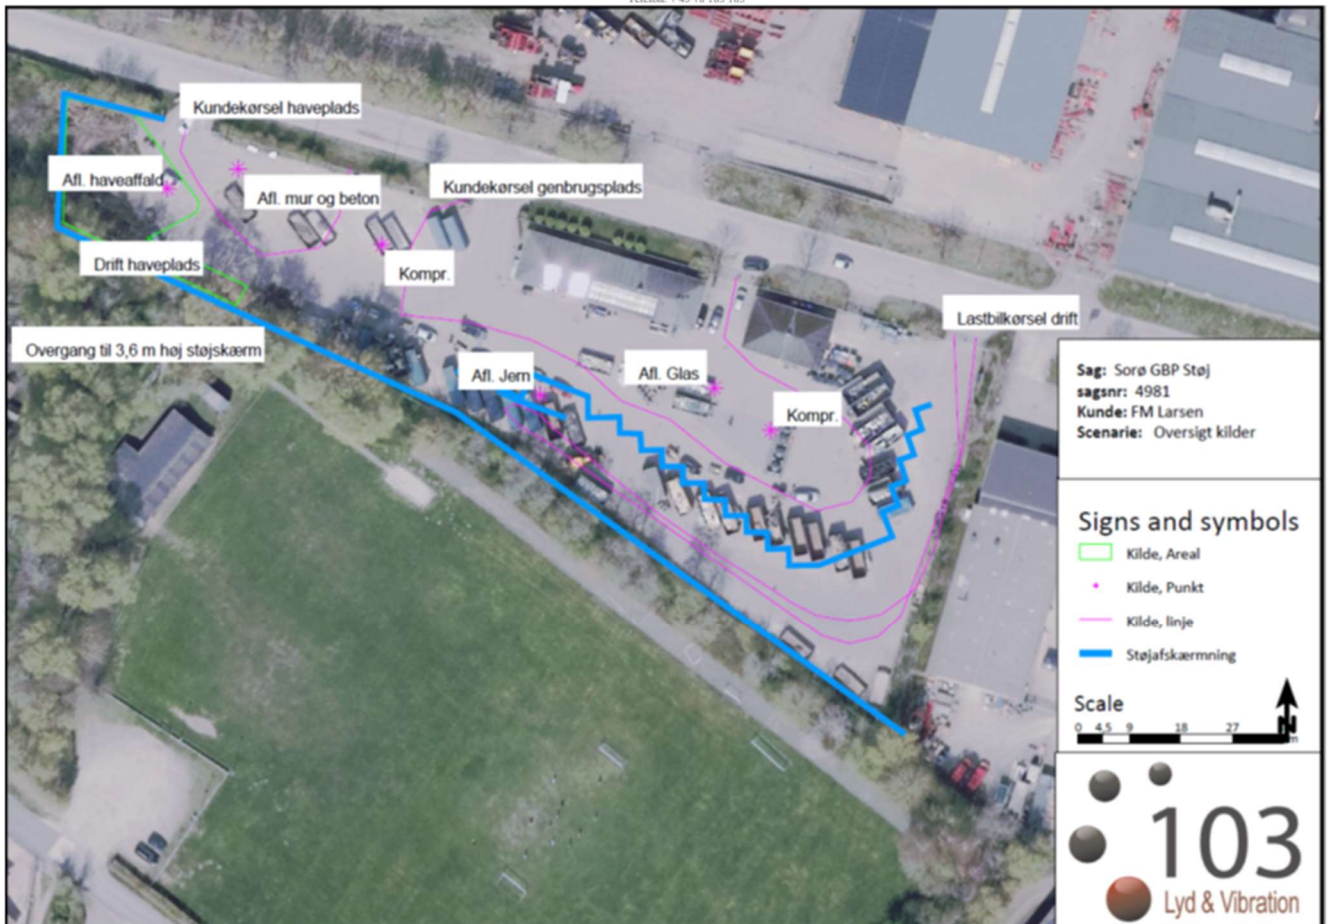 Kundekørsel haveplads
Afl. haveaffald
Afl. mur og beton
Kundekørsel genbrugsplads
Drift haveplads
Kompr.
Overgang til 3,6 m høj støjskærm
Afl. Jern
Afl. Glas
Kompr.
Lastbilkørsel drift
Sag: Sorø GBP Støj
sagsnr: 4981
Kunde: FM Larsen
Scenarie: Oversigt kilder
Signs and symbols
Kilde, Areal
Kilde, Punkt
Kilde, linje
Støjafskærmning
Scale
N
0 4,5 9 18 27
m
103
Lyd & Vibration